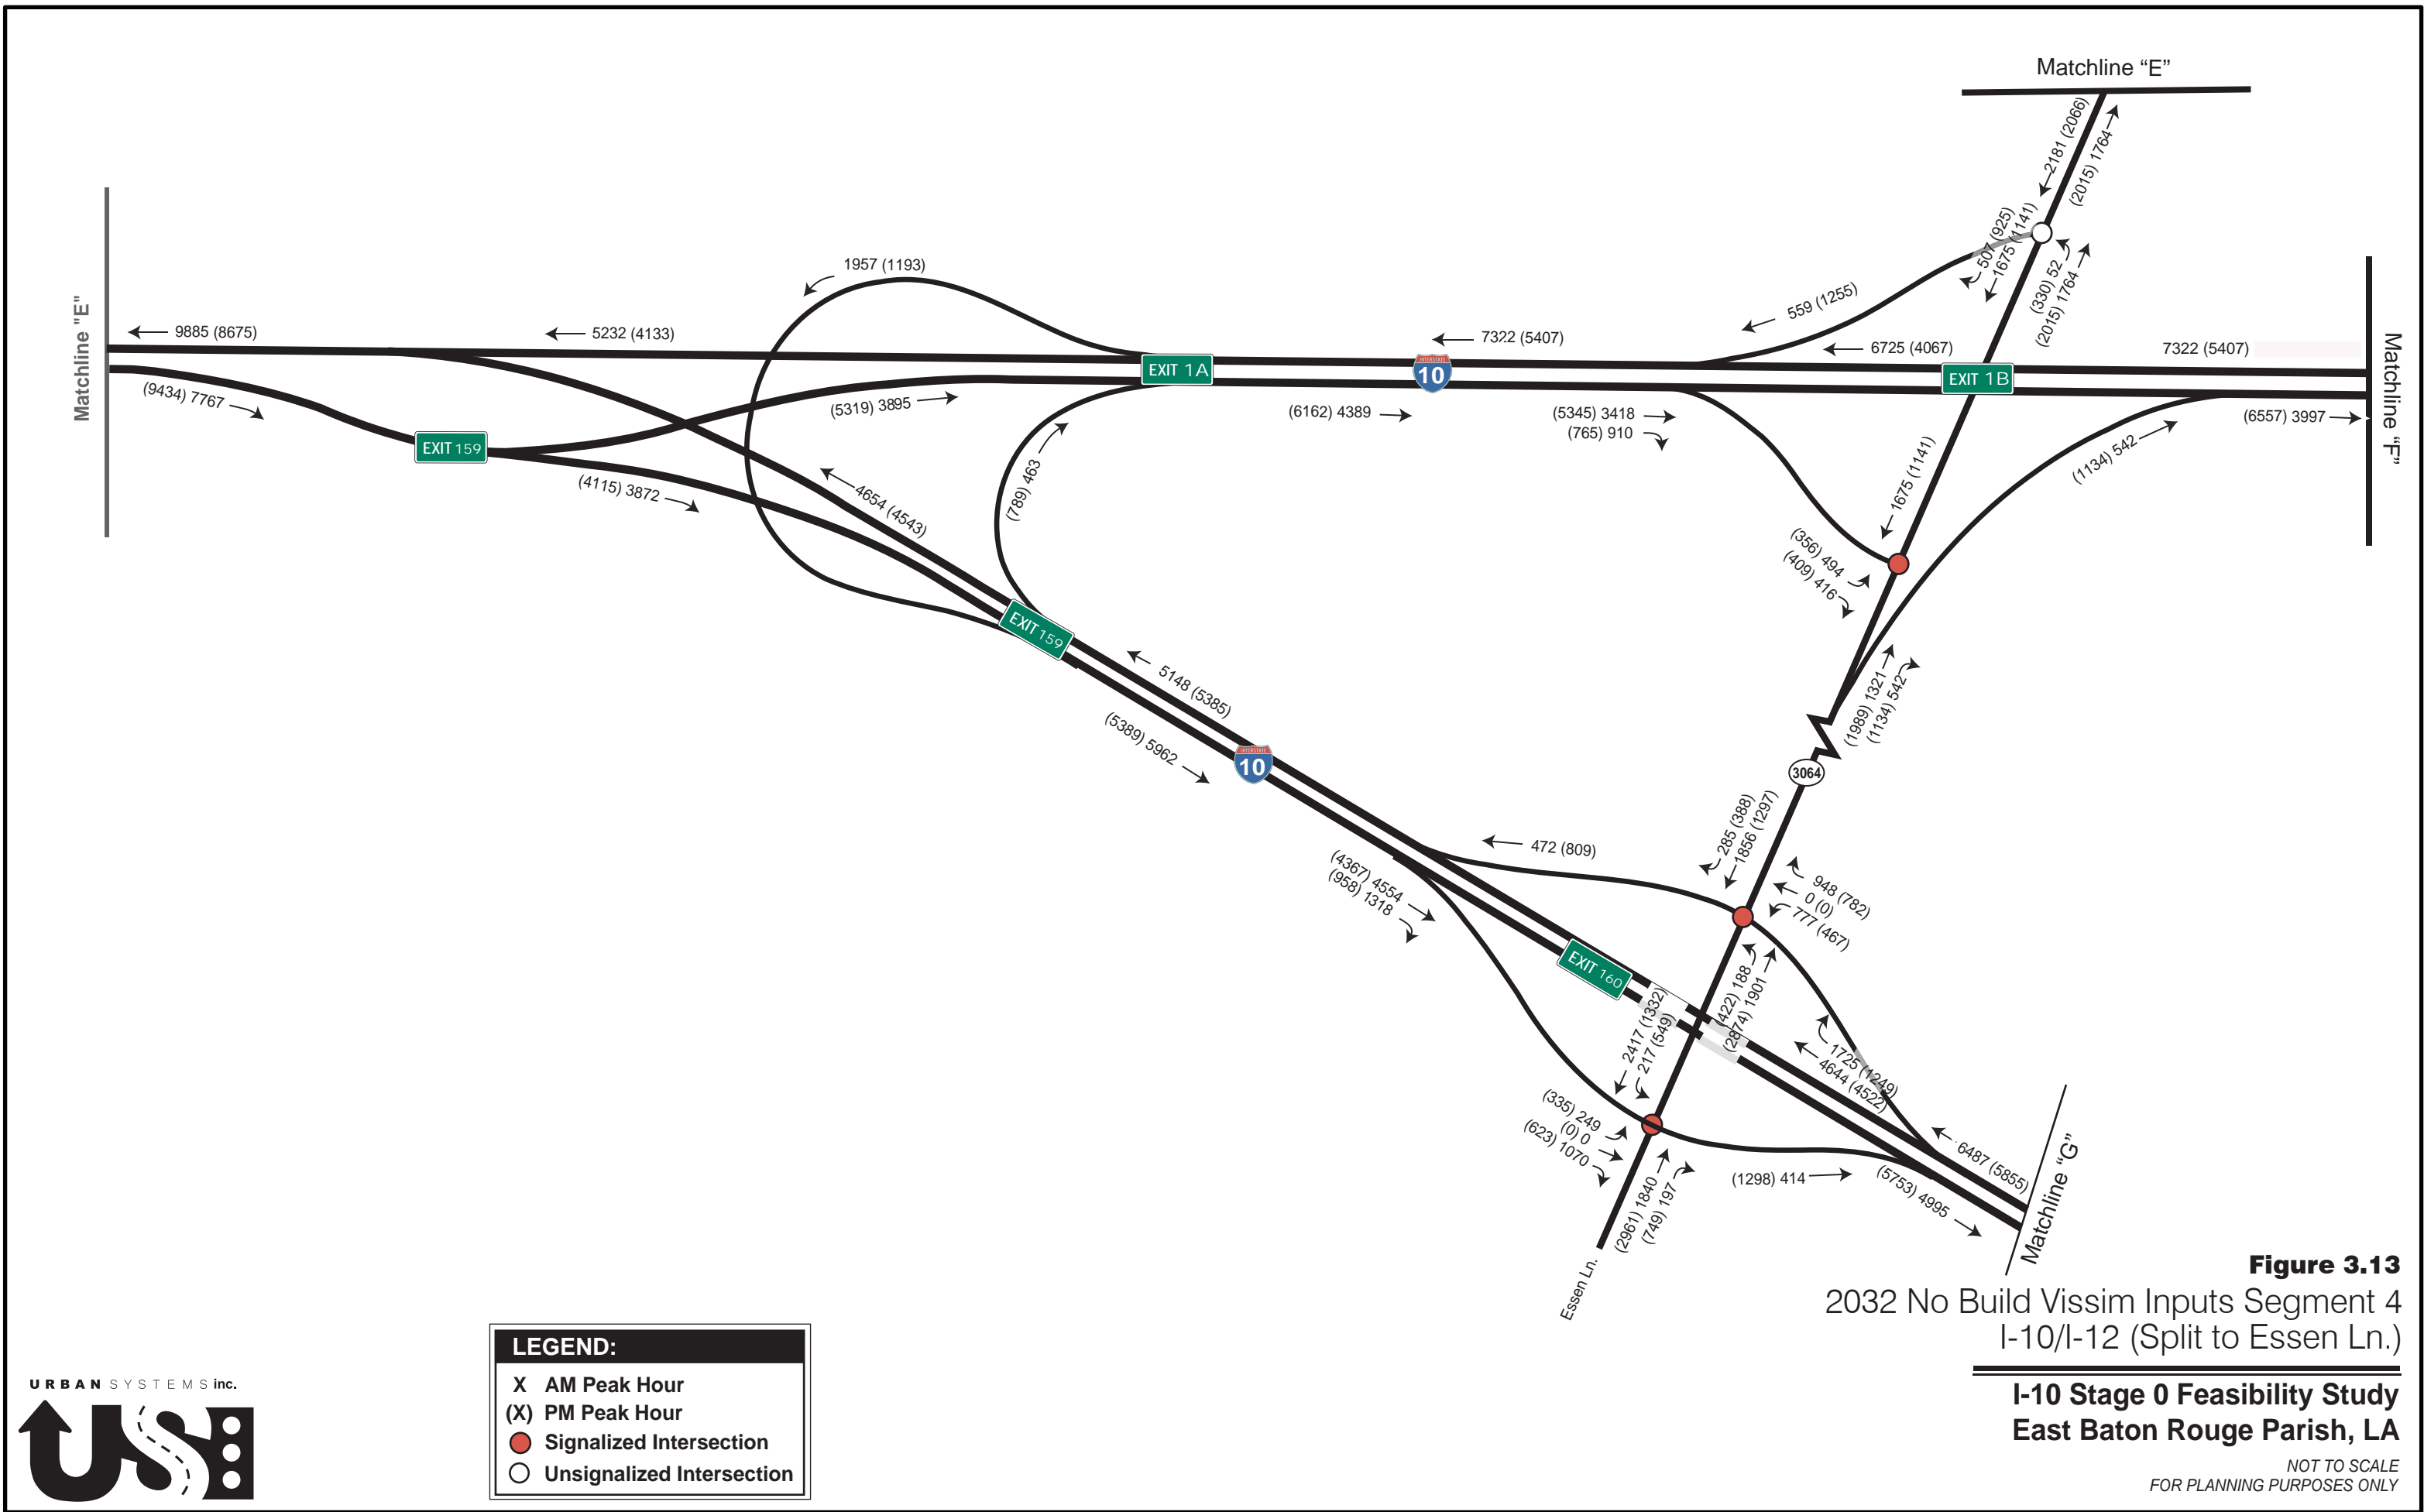 Matchline “E”
2181 (2066)
(2015) 1764
507 (925)
1675 (1141)
(330) 52
(2015) 1764
1957 (1193)
559 (1255)
Matchline "E"
9885 (8675)
5232 (4133)
7322 (5407)
6725 (4067)
7322 (5407)
Matchline “F”
INTERSTATE
10
EXIT 1A
EXIT 1B
(9434) 7767
(5319) 3895
(6162) 4389
(5345) 3418
(765) 910
(6557) 3997
EXIT 159
(4115) 3872
4654 (4543)
(789) 463
1675 (1141)
(1134) 542
(356) 494
(409) 416
EXIT 159
5148 (5385)
(5389) 5962
(1989) 1321
(1134) 542
INTERSTATE
10
3064
285 (388)
1856 (1297)
472 (809)
(4367) 4554
(958) 1318
948 (782)
0 (0)
777 (467)
EXIT 160
(422) 188
(2874) 1901
2417 (1332)
217 (549)
1725 (1249)
4644 (4522)
(335) 249
(0) 0
(623) 1070
6487 (5855)
(1298) 414
(5753) 4995
(2961) 1840
(749) 197
Matchline “G”
Essen Ln.
Figure 3.13
2032 No Build Vissim Inputs Segment 4
I-10/I-12 (Split to Essen Ln.)
I-10 Stage 0 Feasibility Study
East Baton Rouge Parish, LA
NOT TO SCALE
FOR PLANNING PURPOSES ONLY
LEGEND:
X AM Peak Hour
(X) PM Peak Hour
Signalized Intersection
Unsignalized Intersection
URBAN SYSTEMS inc.
USI